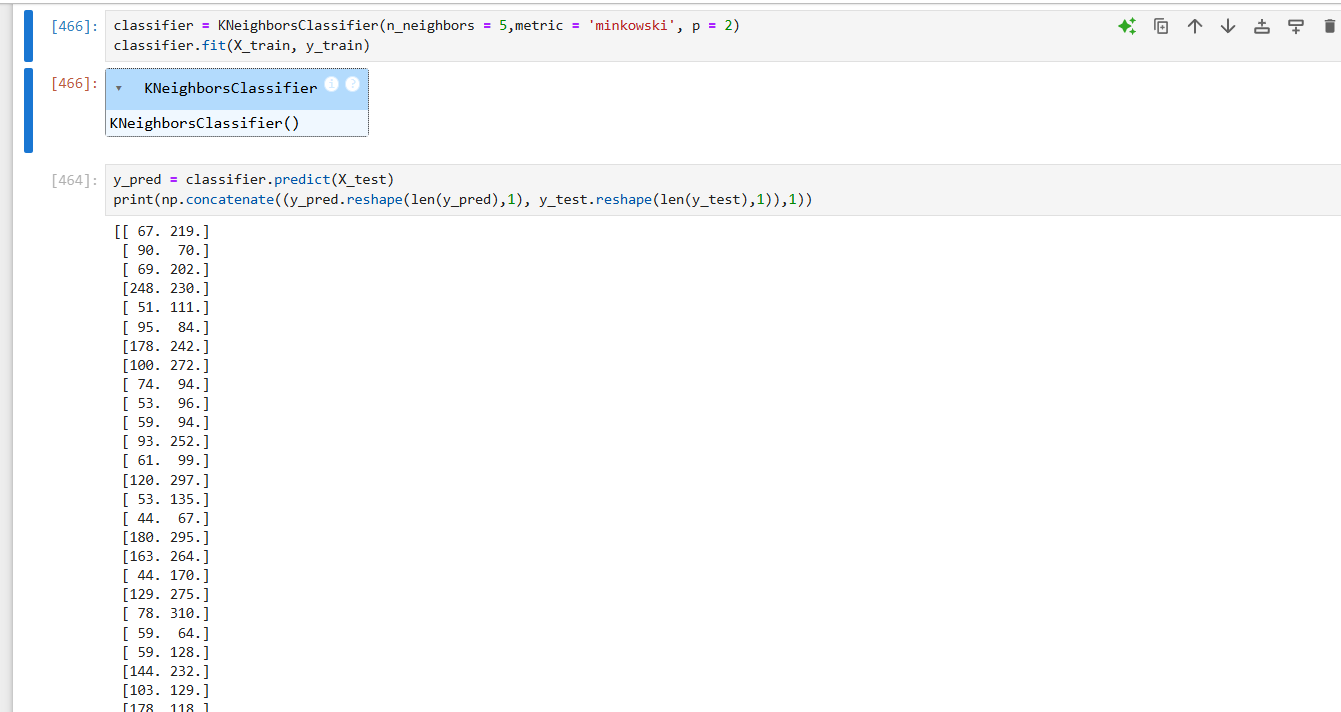 [466]: classifier = KNeighborsClassifier(n_neighbors = 5,metric = 'minkowski', p = 2)
classifier.fit(X_train, y_train)
[466]: ▾ KNeighborsClassifier i ?
KNeighborsClassifier()
[464]: y_pred = classifier.predict(X_test)
print(np.concatenate((y_pred.reshape(len(y_pred),1), y_test.reshape(len(y_test),1)),1))
[[ 67. 219.]
 [ 90.  70.]
 [ 69. 202.]
 [248. 230.]
 [ 51. 111.]
 [ 95.  84.]
 [178. 242.]
 [100. 272.]
 [ 74.  94.]
 [ 53.  96.]
 [ 59.  94.]
 [ 93. 252.]
 [ 61.  99.]
 [120. 297.]
 [ 53. 135.]
 [ 44.  67.]
 [180. 295.]
 [163. 264.]
 [ 44. 170.]
 [129. 275.]
 [ 78. 310.]
 [ 59.  64.]
 [ 59. 128.]
 [144. 232.]
 [103. 129.]
 [178. 118.]